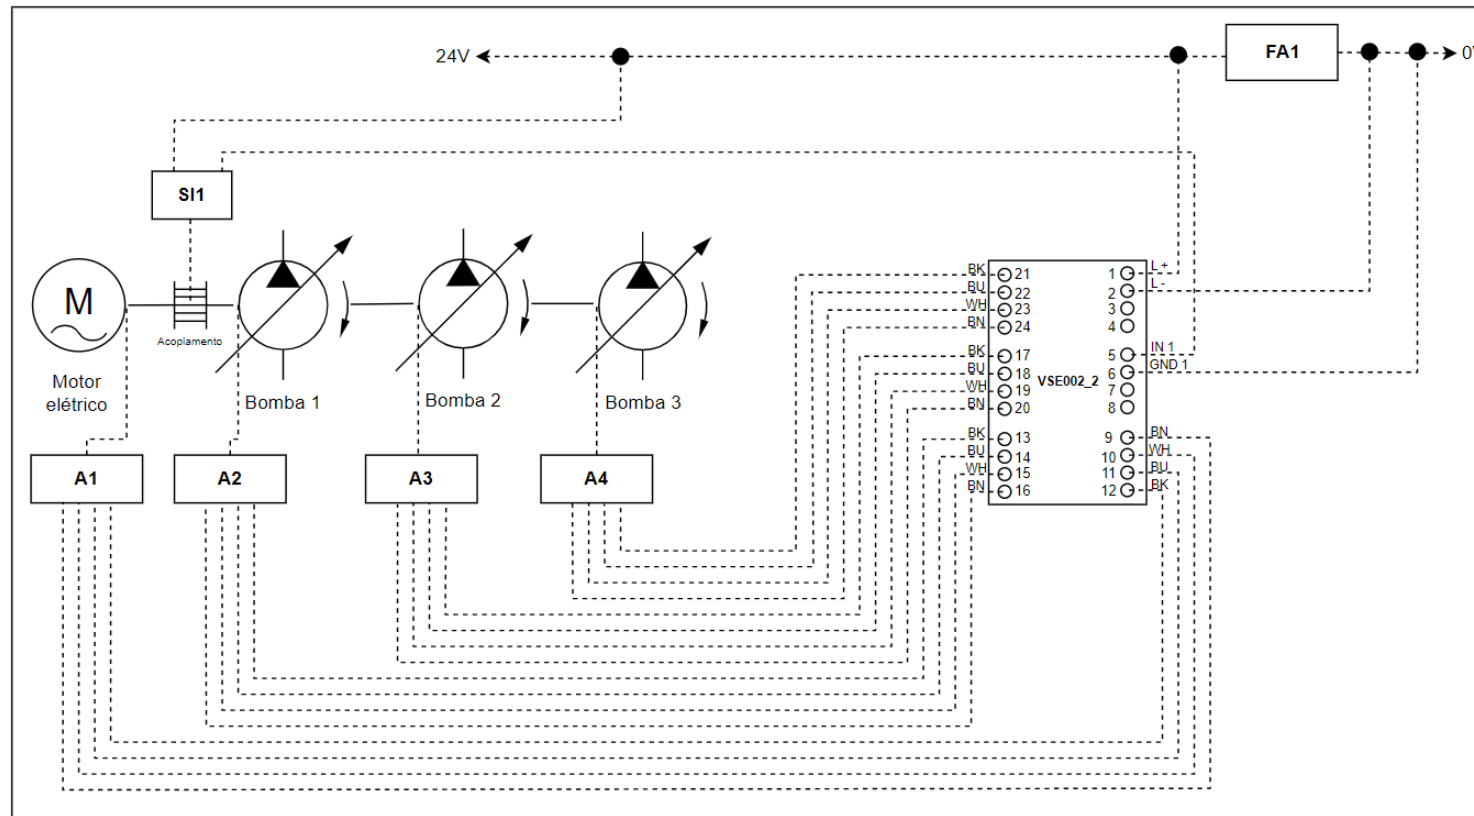 24V
FA1
0V
SI1
M
Acoplamento
Motor
elétrico
Bomba 1
Bomba 2
Bomba 3
A1
A2
A3
A4
VSE002_2
BK 21
BU 22
WH 23
BN 24
BK 17
BU 18
WH 19
BN 20
BK 13
BU 14
WH 15
BN 16
1 L +
2 L -
3
4
5 IN 1
6 GND 1
7
8
9 BN
10 WH
11 BU
12 BK